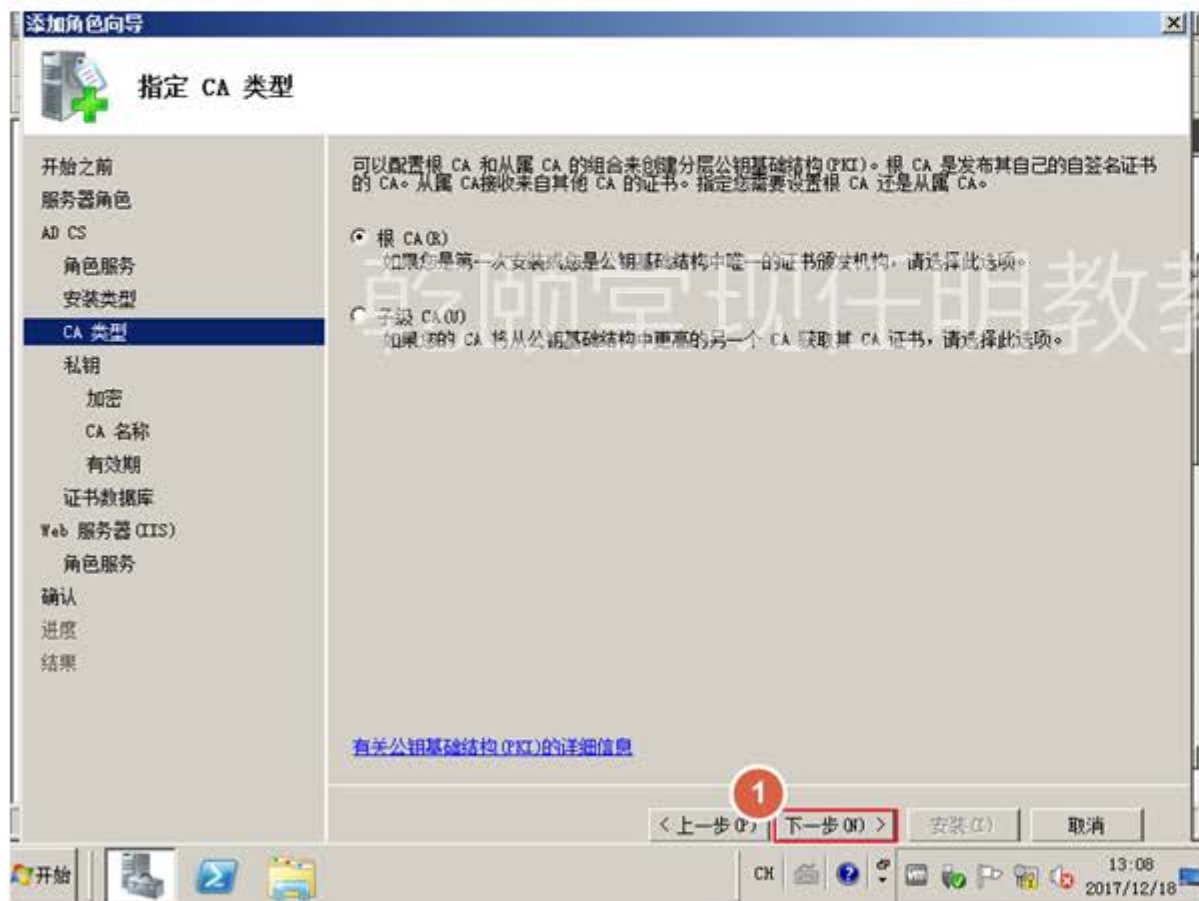 添加角色向导
指定 CA 类型
开始之前
服务器角色
AD CS
角色服务
安装类型
CA 类型
私钥
加密
CA 名称
有效期
证书数据库
Web 服务器(IIS)
角色服务
确认
进度
结果
可以配置根 CA 和从属 CA 的组合来创建分层公钥基础结构(PKI)。根 CA 是发布其自己的自签名证书
的 CA。从属 CA接收来自其他 CA 的证书。指定您需要设置根 CA 还是从属 CA。
根 CA(R)
如果您是第一次安装或您是公钥基础结构中唯一的证书颁发机构，请选择此选项。
子级 CA(U)
如果您的 CA 将从公钥基础结构中更高的另一个 CA 获取其 CA 证书，请选择此选项。
乾颐堂现任明教教
有关公钥基础结构(PKI)的详细信息
1
< 上一步(P) 下一步(N) > 安装(I) 取消
开始 CH 13:08
2017/12/18